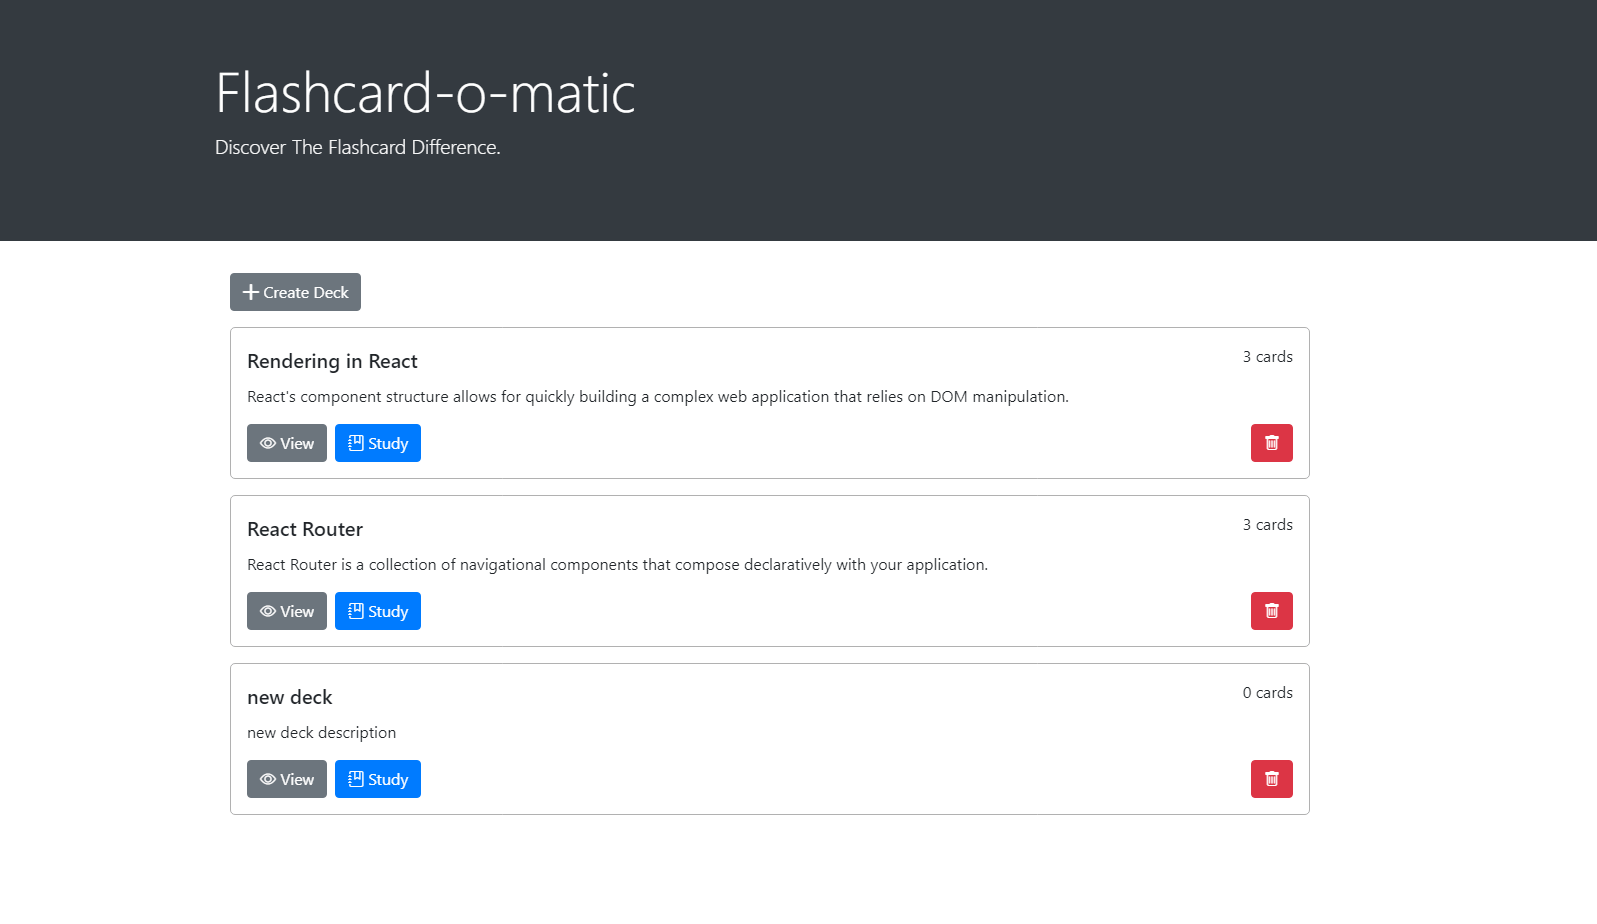 Flashcard-o-matic
Discover The Flashcard Difference.
Create Deck
Rendering in React
3 cards
React's component structure allows for quickly building a complex web application that relies on DOM manipulation.
View Study
React Router
3 cards
React Router is a collection of navigational components that compose declaratively with your application.
View Study
new deck
0 cards
new deck description
View Study